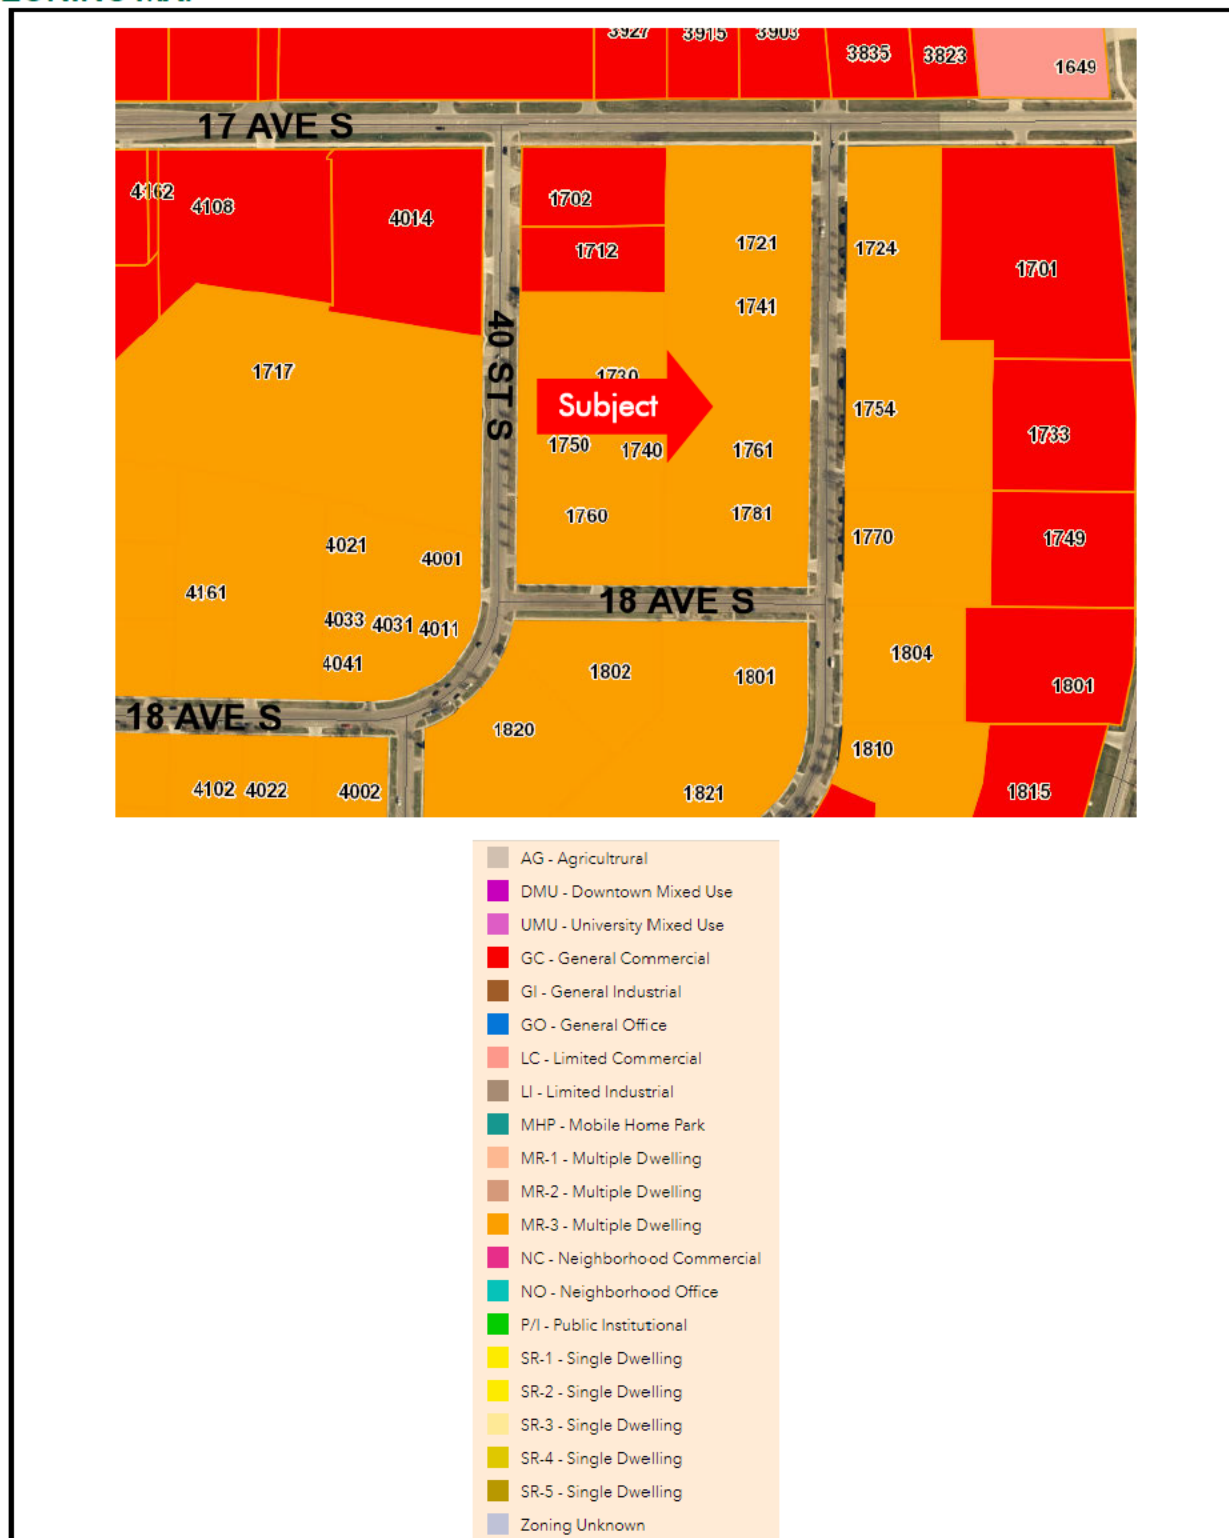 3927 3915 3903 3835 3823 1649
17 AVE S
4162 4108 4014 1702 1712 1721 1724 1701
1741
40 ST S
1717 1730
Subject
1754 1733
1750 1740 1761
1760 1781 1770 1749
4021 4001
4161
18 AVE S
4033 4031 4011
4041 1802 1801 1804 1801
18 AVE S
1820 1810
4102 4022 4002 1821 1815
AG - Agricultrural
DMU - Downtown Mixed Use
UMU - University Mixed Use
GC - General Commercial
GI - General Industrial
GO - General Office
LC - Limited Commercial
LI - Limited Industrial
MHP - Mobile Home Park
MR-1 - Multiple Dwelling
MR-2 - Multiple Dwelling
MR-3 - Multiple Dwelling
NC - Neighborhood Commercial
NO - Neighborhood Office
P/I - Public Institutional
SR-1 - Single Dwelling
SR-2 - Single Dwelling
SR-3 - Single Dwelling
SR-4 - Single Dwelling
SR-5 - Single Dwelling
Zoning Unknown